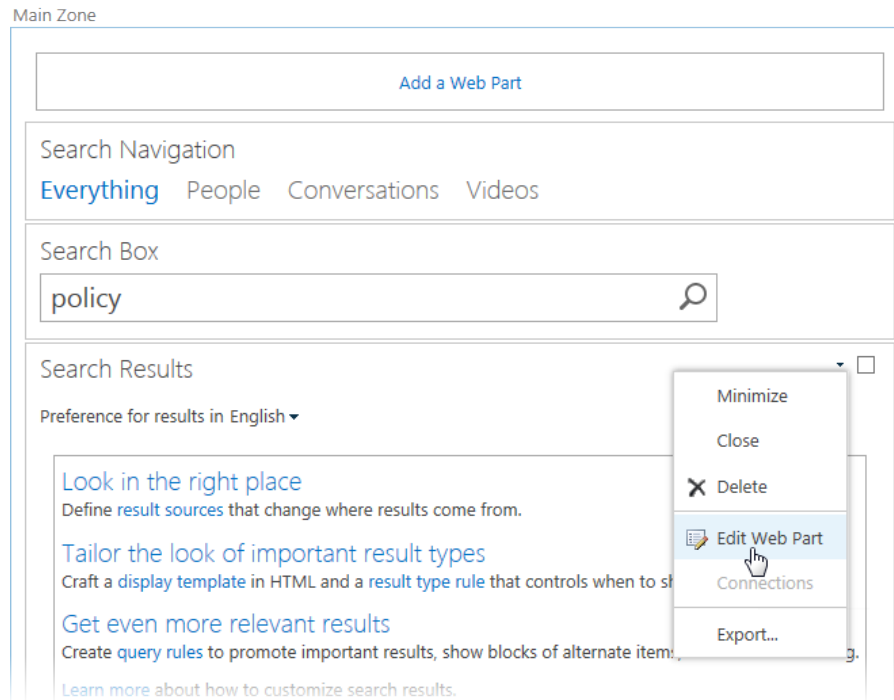 Main Zone
Add a Web Part
Search Navigation
Everything People Conversations Videos
Search Box
policy
Search Results
Preference for results in English
Minimize
Close
Delete
Edit Web Part
Connections
Export...
Look in the right place
Define result sources that change where results come from.
Tailor the look of important result types
Craft a display template in HTML and a result type rule that controls when to
Get even more relevant results
Create query rules to promote important results, show blocks of alternate
Learn more about how to customize search results.